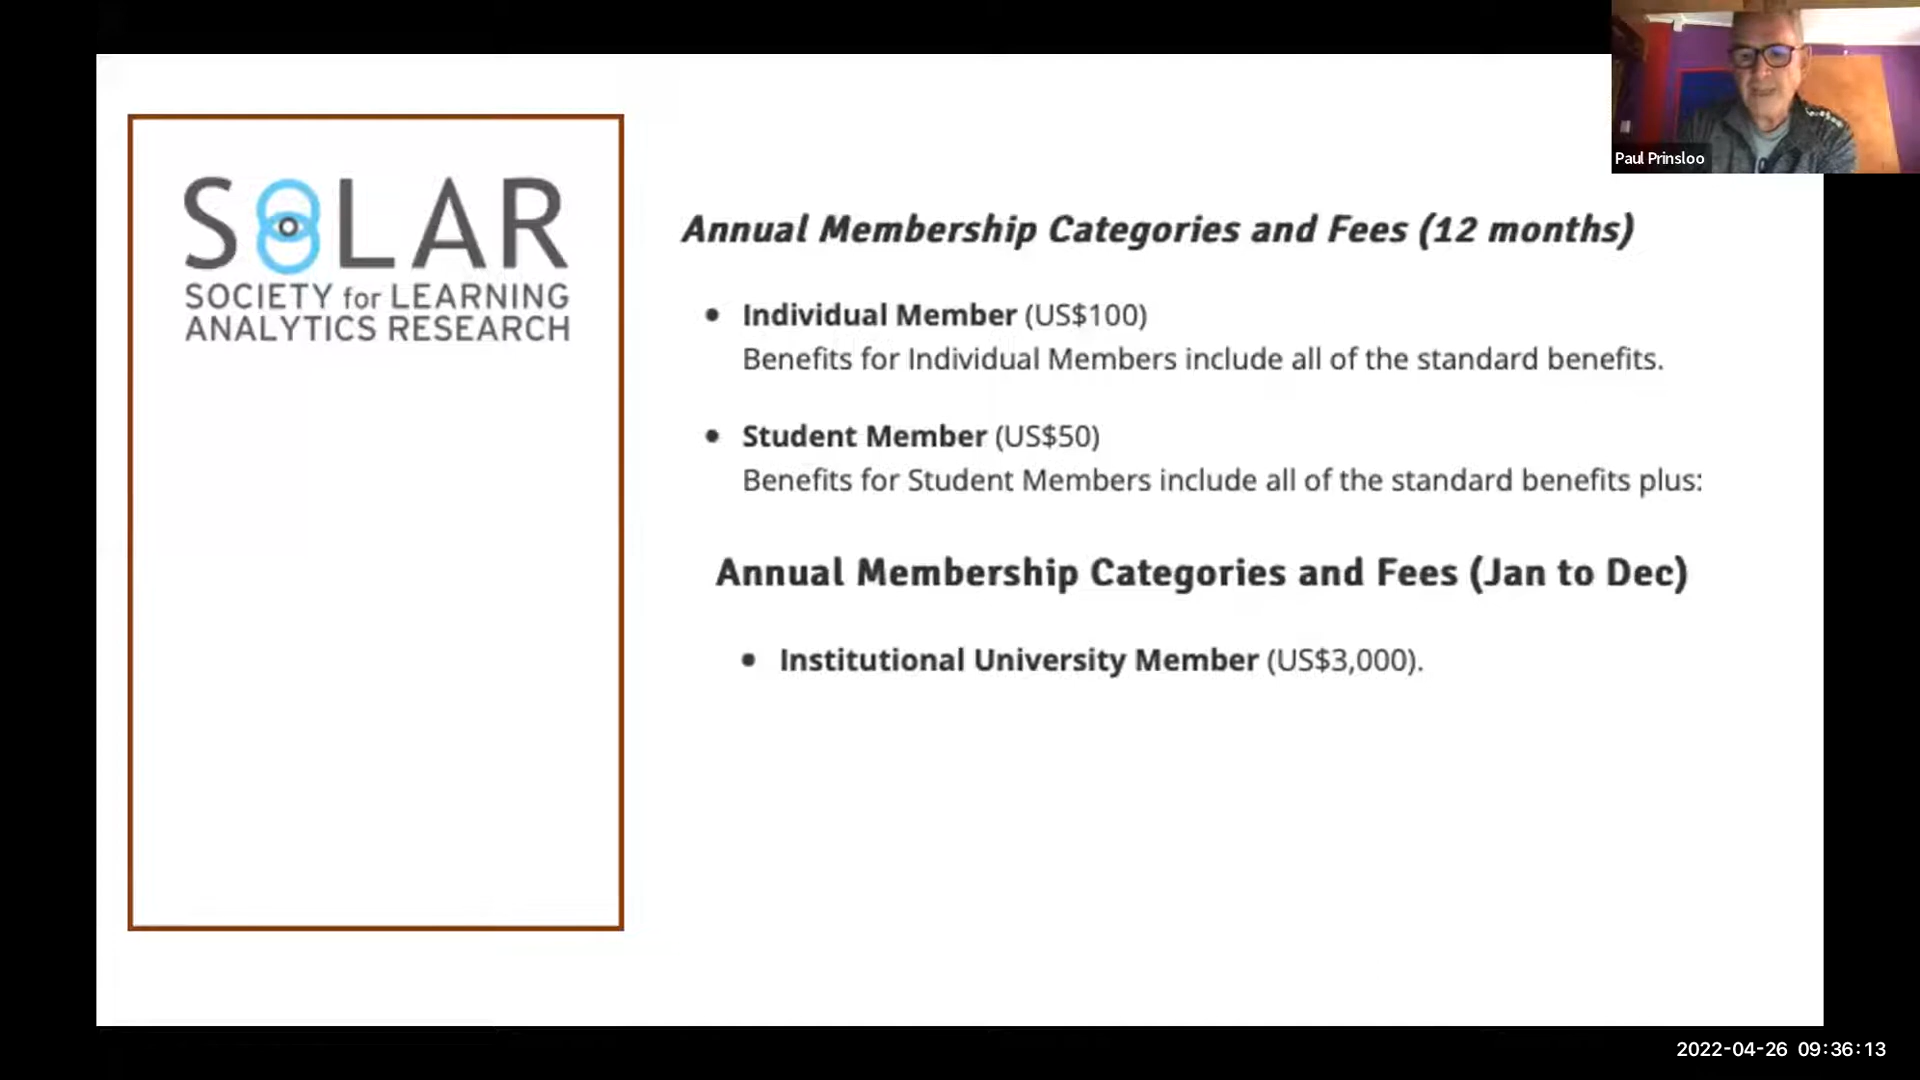 SOLAR
SOCIETY for LEARNING
ANALYTICS RESEARCH
Annual Membership Categories and Fees (12 months)
• Individual Member (US$100)
Benefits for Individual Members include all of the standard benefits.
• Student Member (US$50)
Benefits for Student Members include all of the standard benefits plus:
Annual Membership Categories and Fees (Jan to Dec)
• Institutional University Member (US$3,000).
Paul Prinsloo
2022-04-26 09:36:13